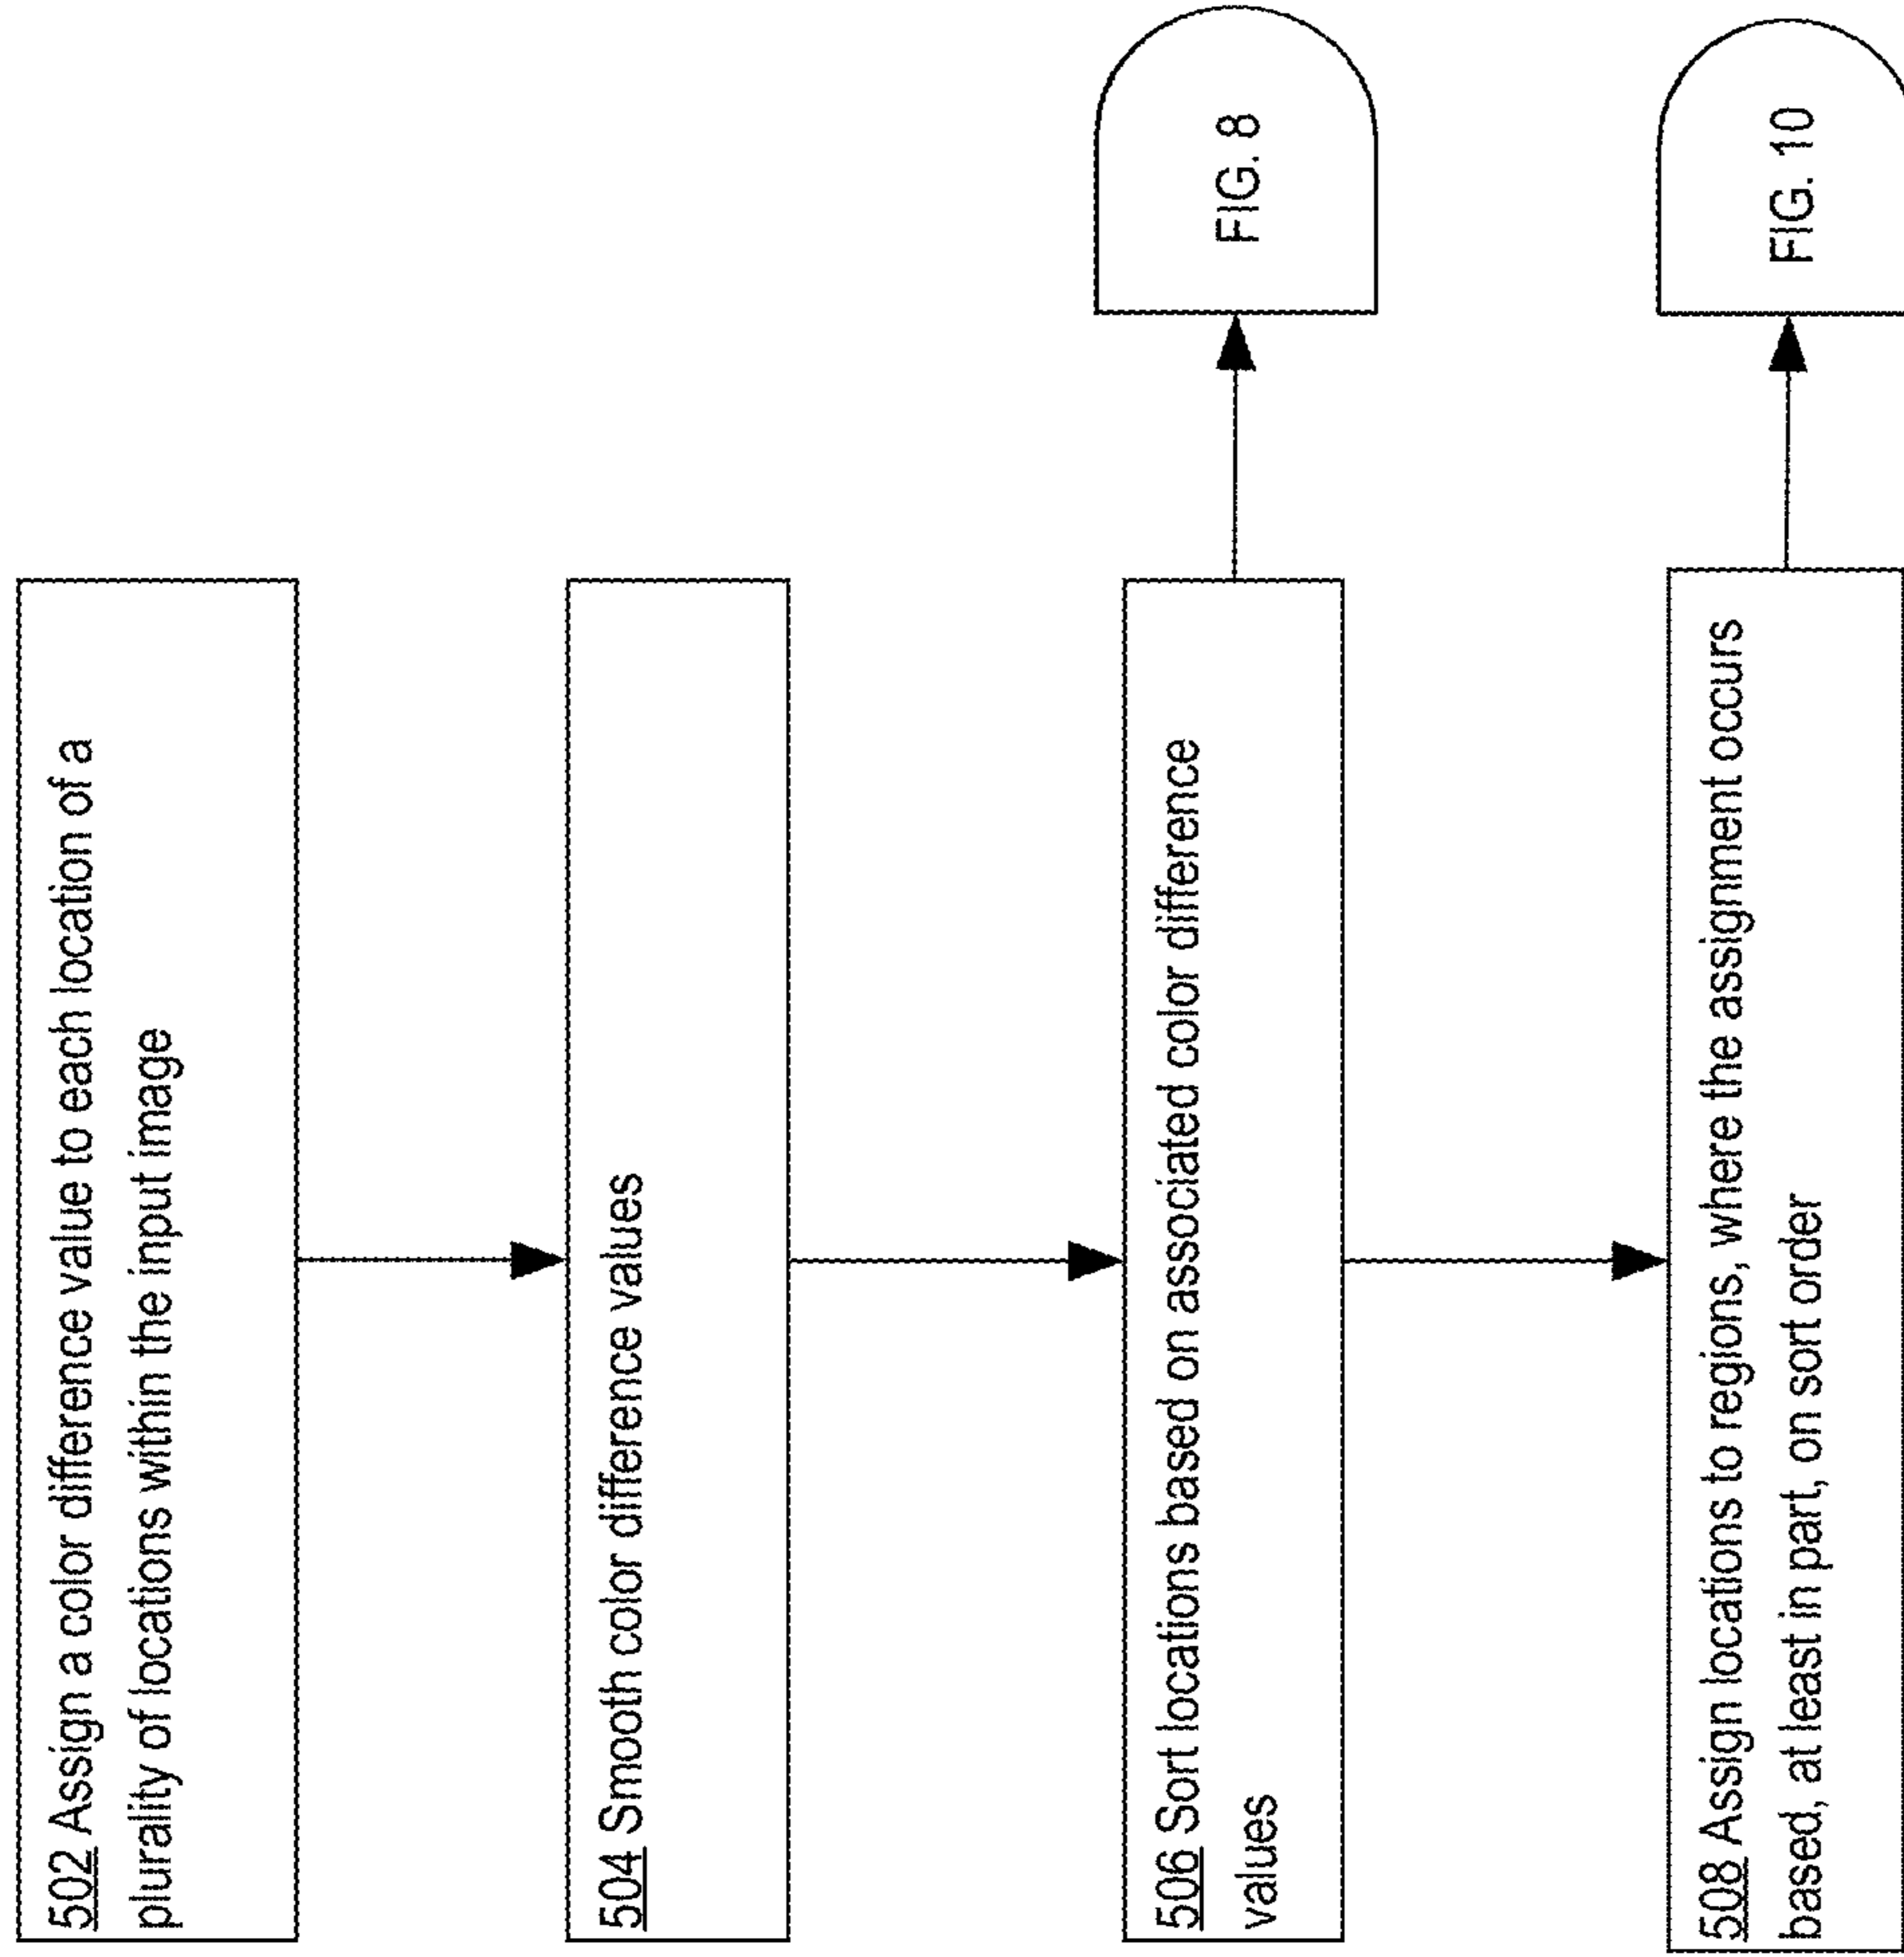 502 Assign a color difference value to each location of a
plurality of locations within the input image
504 Smooth color difference values
506 Sort locations based on associated color difference
values
FIG. 8
508 Assign locations to regions, where the assignment occurs
based, at least in part, on sort order
FIG. 10